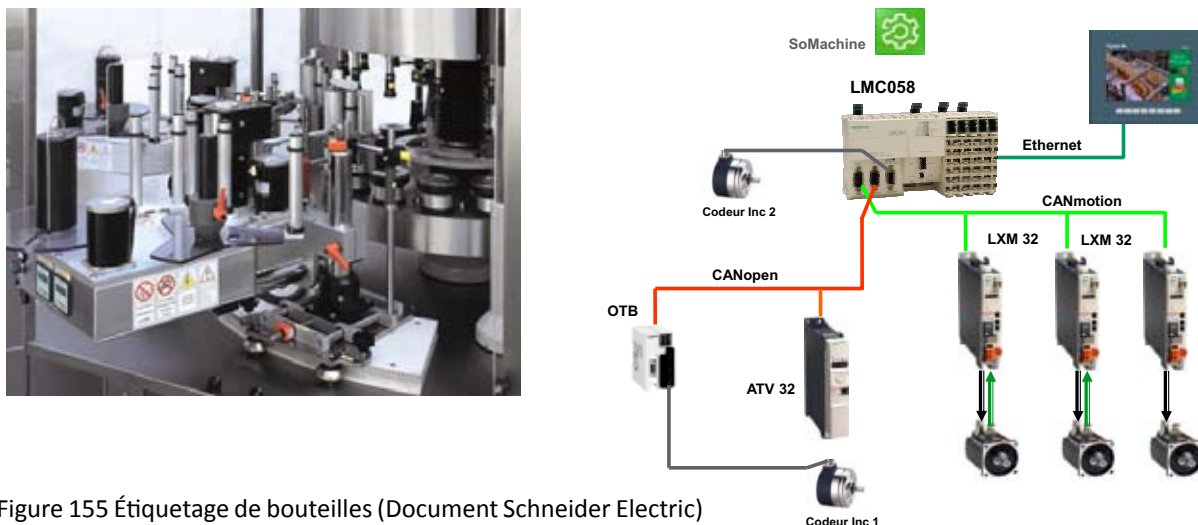 SoMachine
LMC058
Ethernet
Codeur Inc 2
CANmotion
LXM 32
LXM 32
CANopen
OTB
ATV 32
Codeur Inc 1
Figure 155 Étiquetage de bouteilles (Document Schneider Electric)